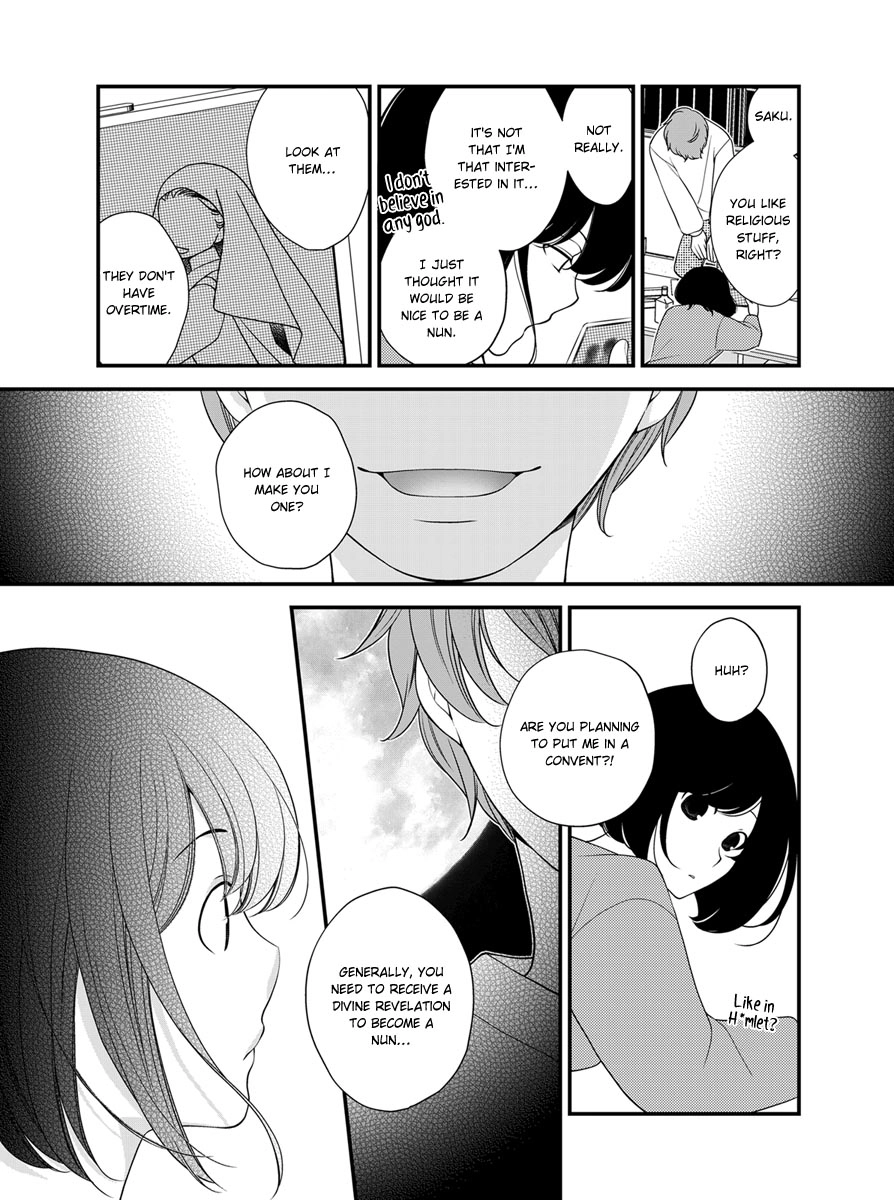 SAKU.
YOU LIKE
RELIGIOUS
STUFF,
RIGHT?
NOT
REALLY.
IT'S NOT
THAT I'M
THAT INTER-
ESTED IN IT...
I don't
believe in
any god.
I JUST
THOUGHT IT
WOULD BE
NICE TO BE A
NUN.
LOOK AT
THEM...
THEY DON'T
HAVE
OVERTIME.
HOW ABOUT I
MAKE YOU
ONE?
HUH?
ARE YOU PLANNING
TO PUT ME IN A
CONVENT?!
Like in
H*mlet?
GENERALLY, YOU
NEED TO RECEIVE A
DIVINE REVELATION
TO BECOME A
NUN...